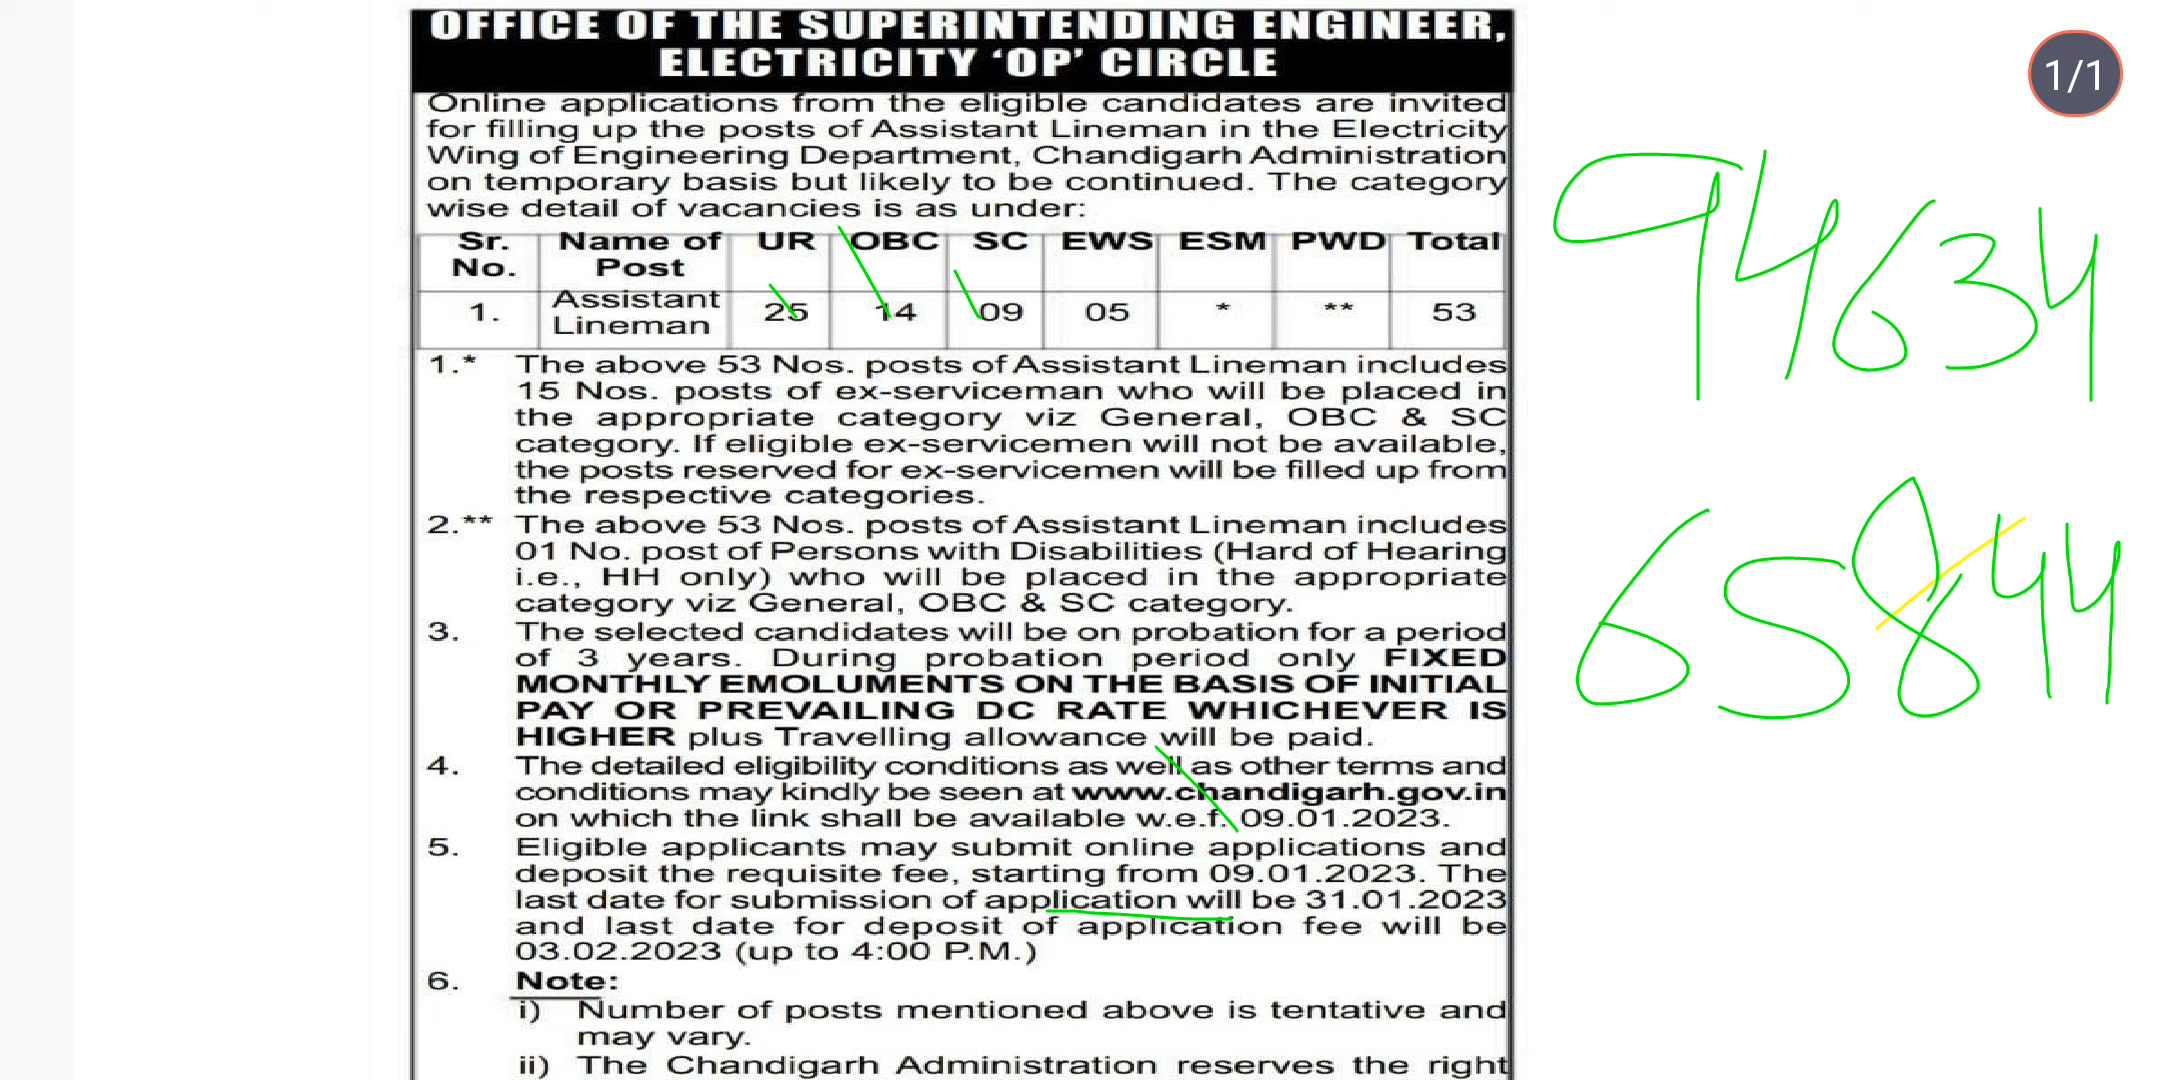 OFFICE OF THE SUPERINTENDING ENGINEER,
ELECTRICITY ‘OP’ CIRCLE
Online applications from the eligible candidates are invited
for filling up the posts of Assistant Lineman in the Electricity
Wing of Engineering Department, Chandigarh Administration
on temporary basis but likely to be continued. The category
wise detail of vacancies is as under:
Sr. No. Name of Post UR OBC SC EWS ESM PWD Total
1. Assistant Lineman 25 14 09 05 * ** 53
1.* The above 53 Nos. posts of Assistant Lineman includes
15 Nos. posts of ex-serviceman who will be placed in
the appropriate category viz General, OBC & SC
category. If eligible ex-servicemen will not be available,
the posts reserved for ex-servicemen will be filled up from
the respective categories.
2.** The above 53 Nos. posts of Assistant Lineman includes
01 No. post of Persons with Disabilities (Hard of Hearing
i.e., HH only) who will be placed in the appropriate
category viz General, OBC & SC category.
3. The selected candidates will be on probation for a period
of 3 years. During probation period only FIXED
MONTHLY EMOLUMENTS ON THE BASIS OF INITIAL
PAY OR PREVAILING DC RATE WHICHEVER IS
HIGHER plus Travelling allowance will be paid.
4. The detailed eligibility conditions as well as other terms and
conditions may kindly be seen at www.chandigarh.gov.in
on which the link shall be available w.e.f. 09.01.2023.
5. Eligible applicants may submit online applications and
deposit the requisite fee, starting from 09.01.2023. The
last date for submission of application will be 31.01.2023
and last date for deposit of application fee will be
03.02.2023 (up to 4:00 P.M.)
6. Note:
i) Number of posts mentioned above is tentative and
may vary.
ii) The Chandigarh Administration reserves the right
1/1
94634
65844